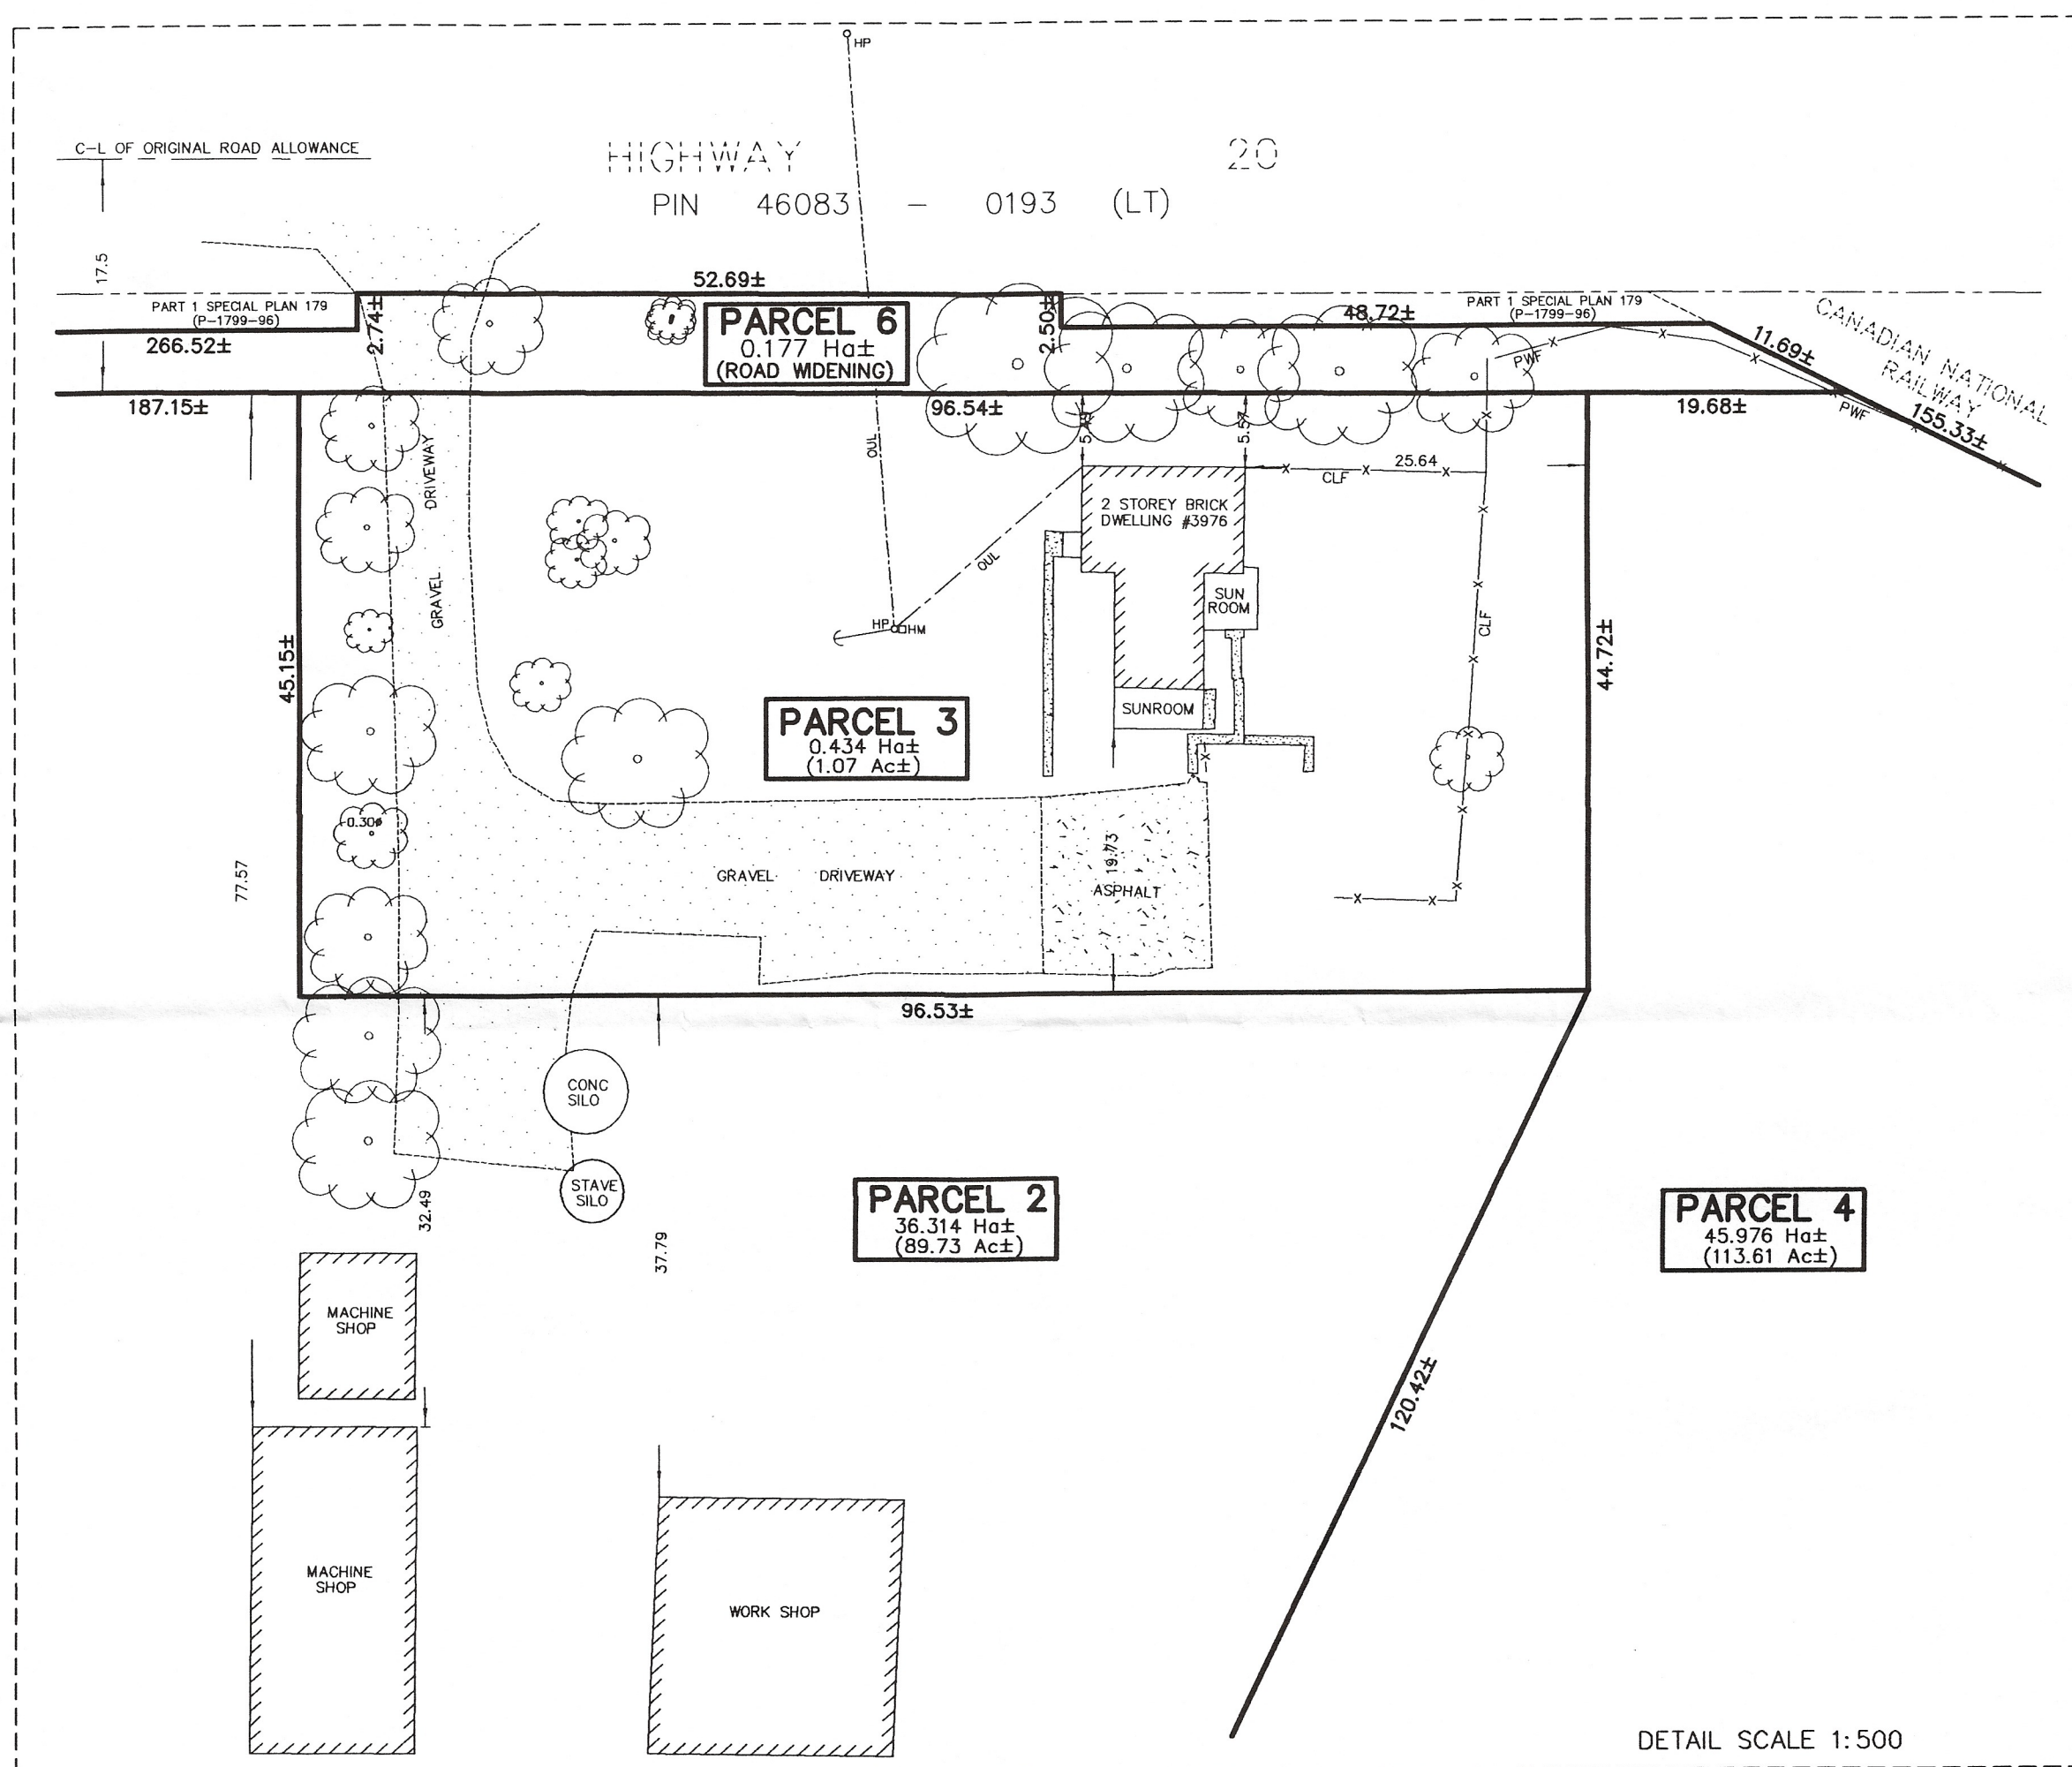 HP
C-L OF ORIGINAL ROAD ALLOWANCE
HIGHWAY 20
PIN 46083 - 0193 (LT)
17.5
52.69±
PART 1 SPECIAL PLAN 179
(P-1799-96)
266.52±
2.74±
PARCEL 6
0.177 Ha±
(ROAD WIDENING)
2.50±
48.72±
PART 1 SPECIAL PLAN 179
(P-1799-96)
PWF
11.69±
CANADIAN NATIONAL
RAILWAY
187.15±
96.54±
19.68±
PWF
155.33±
5.57
25.64
CLF
OUL
GRAVEL DRIVEWAY
2 STOREY BRICK
DWELLING #3976
OUL
SUN
ROOM
HP
HM
CLF
45.15±
44.72±
SUNROOM
PARCEL 3
0.434 Ha±
(1.07 Ac±)
0.30ø
77.57
GRAVEL DRIVEWAY
19.73
ASPHALT
96.53±
CONC
SILO
STAVE
SILO
32.49
37.79
PARCEL 2
36.314 Ha±
(89.73 Ac±)
PARCEL 4
45.976 Ha±
(113.61 Ac±)
MACHINE
SHOP
120.42±
MACHINE
SHOP
WORK SHOP
DETAIL SCALE 1:500